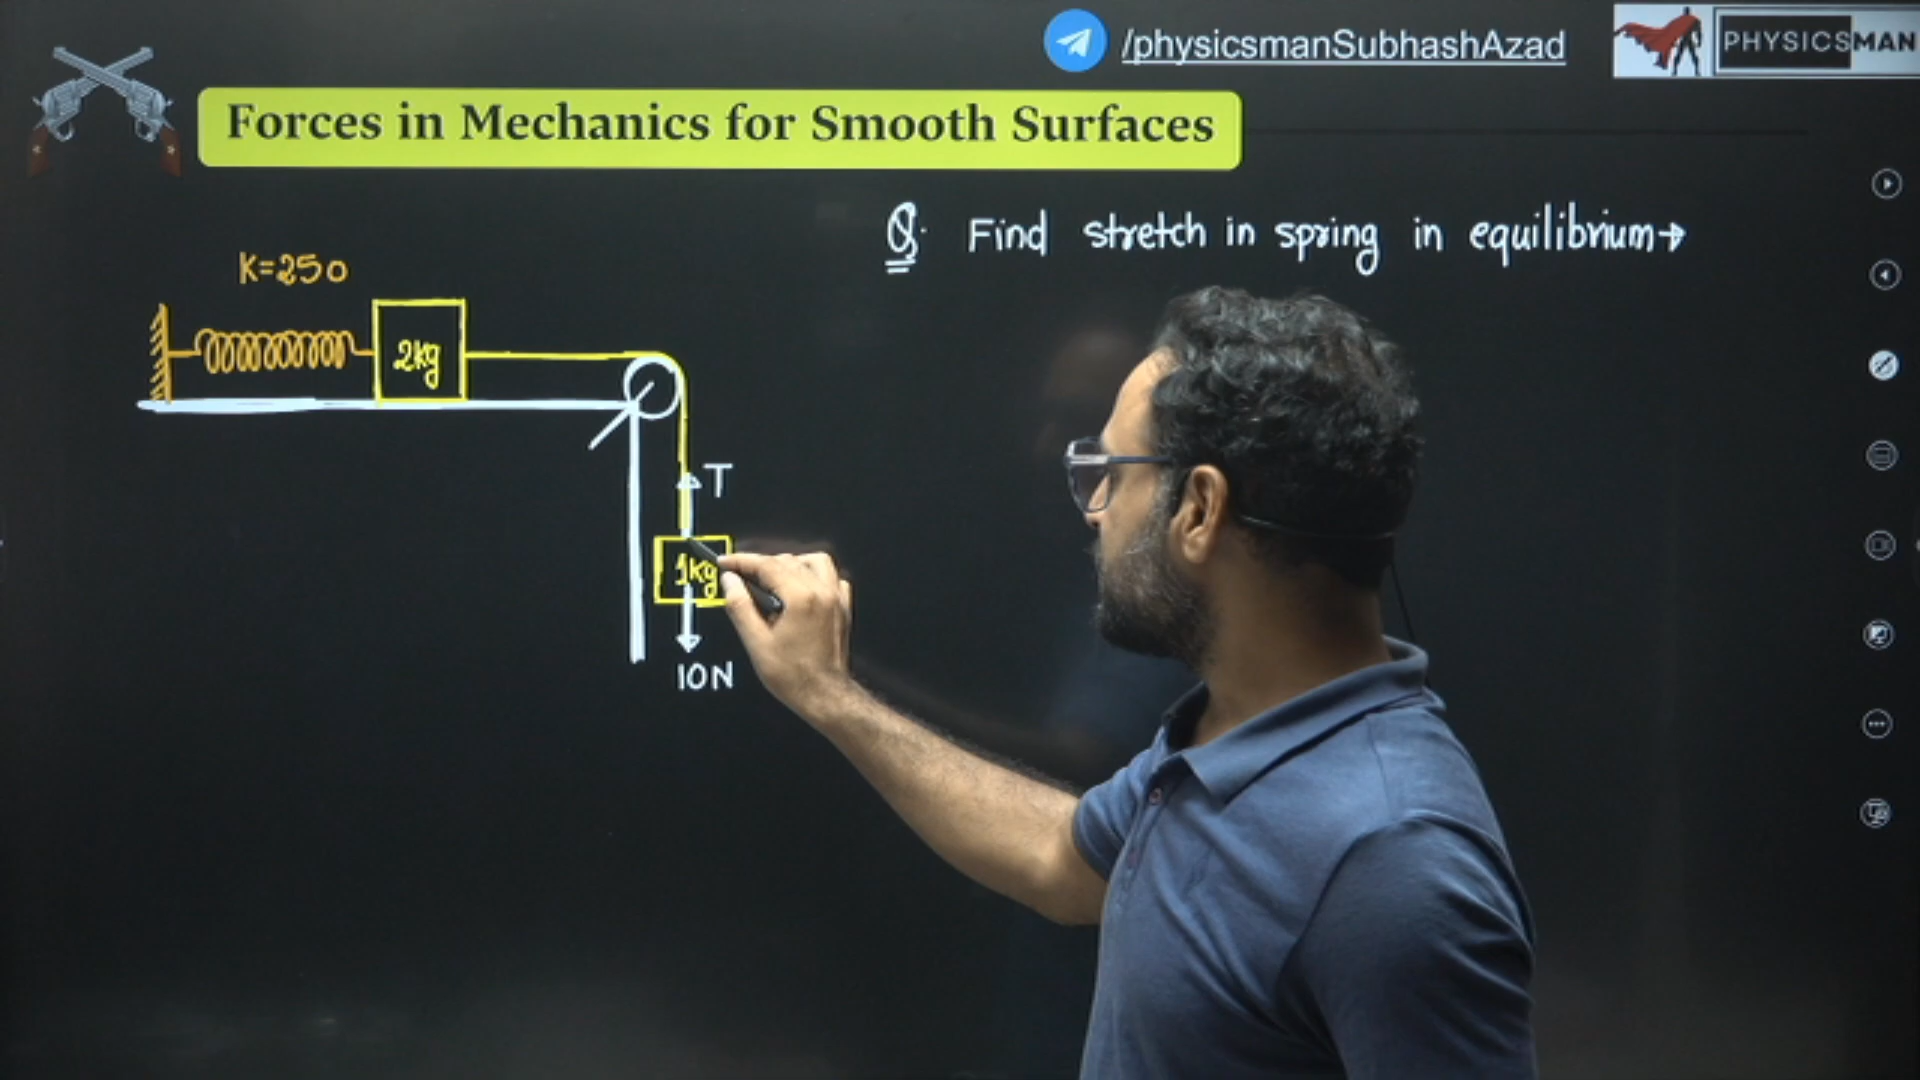 /physicsmanSubhashAzad
PHYSICSMAN
Forces in Mechanics for Smooth Surfaces
Q. Find stretch in spring in equilibrium→
K=250
2kg
T
1kg
10N